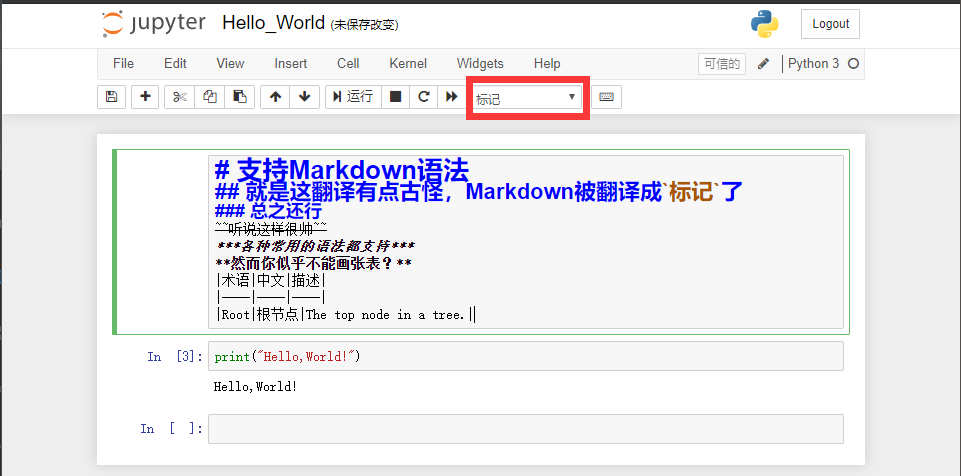 jupyter Hello_World (未保存改变) Logout
File Edit View Insert Cell Kernel Widgets Help 可信的 Python 3
运行 标记
# 支持Markdown语法
## 就是这翻译有点古怪，Markdown被翻译成`标记`了
### 总之还行
~~听说这样很帅~~
***各种常用的语法都支持***
**然而你似乎不能画张表？**
|术语|中文|描述|
|——|——|——|
|Root|根节点|The top node in a tree.|
In [3]: print("Hello,World!")
Hello,World!
In [ ]: